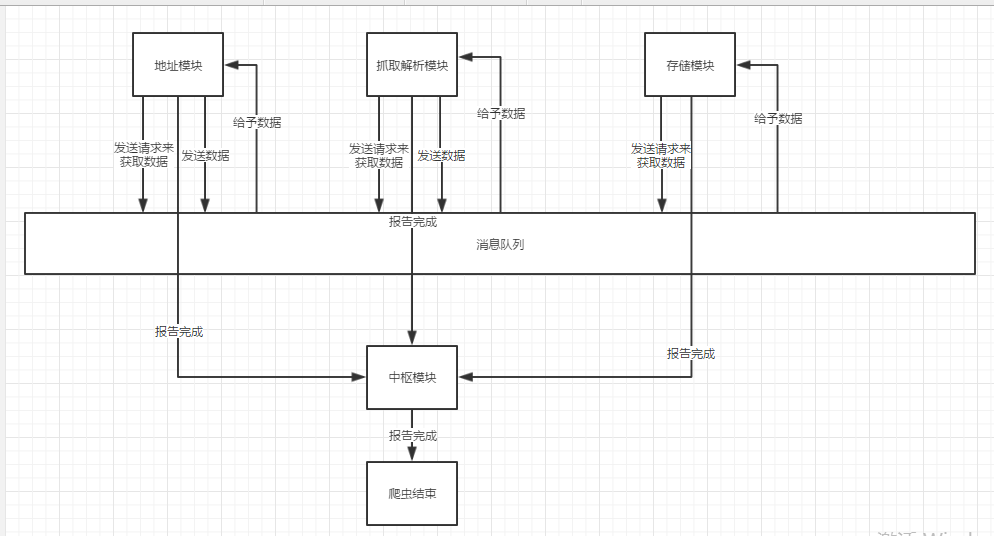 地址模块
抓取解析模块
存储模块
给予数据
给予数据
给予数据
发送请求来
获取数据
发送数据
发送请求来
获取数据
发送数据
发送请求来
获取数据
报告完成
消息队列
报告完成
报告完成
中枢模块
报告完成
爬虫结束